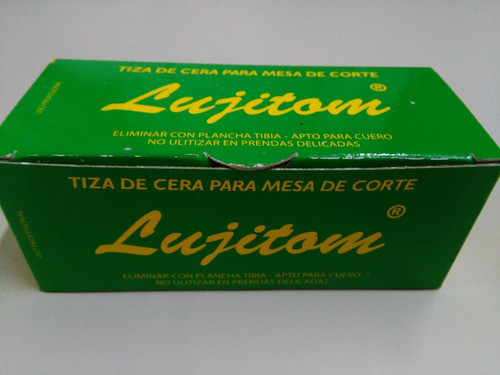 TIZA DE CERA PARA MESA DE CORTE
Lujitom®
ELIMINAR CON PLANCHA TIBIA - APTO PARA CUERO
NO ULITIZAR EN PRENDAS DELICADAS
TIZA DE CERA PARA MESA DE CORTE
Lujitom®
ELIMINAR CON PLANCHA TIBIA - APTO PARA CUERO
NO ULITIZAR EN PRENDAS DELICADAS